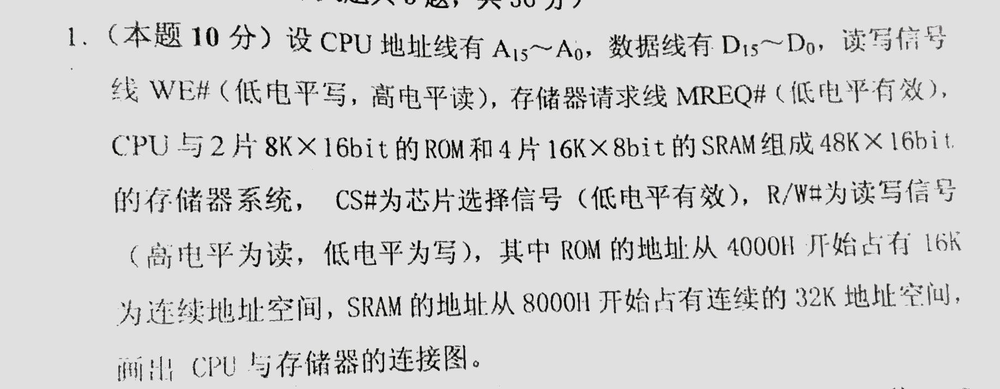 1.（本题 10 分）设 CPU 地址线有 A₁₅～A₀，数据线有 D₁₅～D₀，读写信号
线 WE#（低电平写，高电平读），存储器请求线 MREQ#（低电平有效），
CPU 与 2 片 8K×16bit 的 ROM 和 4 片 16K×8bit 的 SRAM 组成 48K×16bit
的存储器系统， CS#为芯片选择信号（低电平有效），R/W#为读写信号
（高电平为读，低电平为写），其中 ROM 的地址从 4000H 开始占有 16K
为连续地址空间，SRAM 的地址从 8000H 开始占有连续的 32K 地址空间，
画出 CPU 与存储器的连接图。